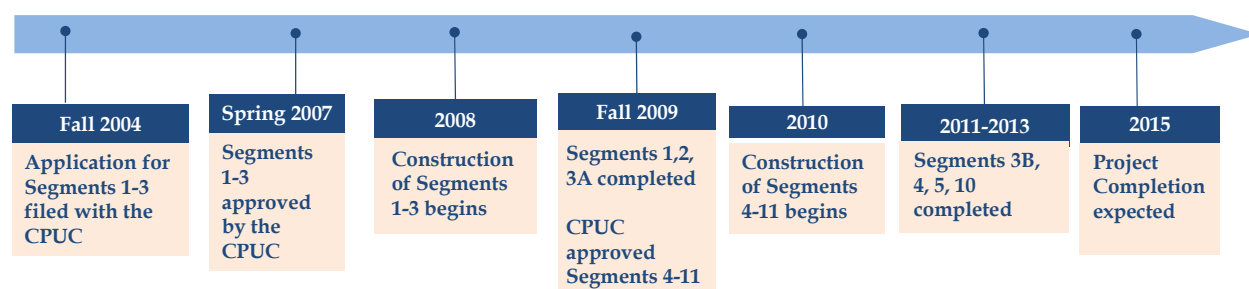 Fall 2004
Application for
Segments 1-3
filed with the
CPUC
Spring 2007
Segments
1-3
approved
by the
CPUC
2008
Construction
of Segments
1-3 begins
Fall 2009
Segments 1,2,
3A completed
CPUC
approved
Segments 4-11
2010
Construction
of Segments
4-11 begins
2011-2013
Segments 3B,
4, 5, 10
completed
2015
Project
Completion
expected